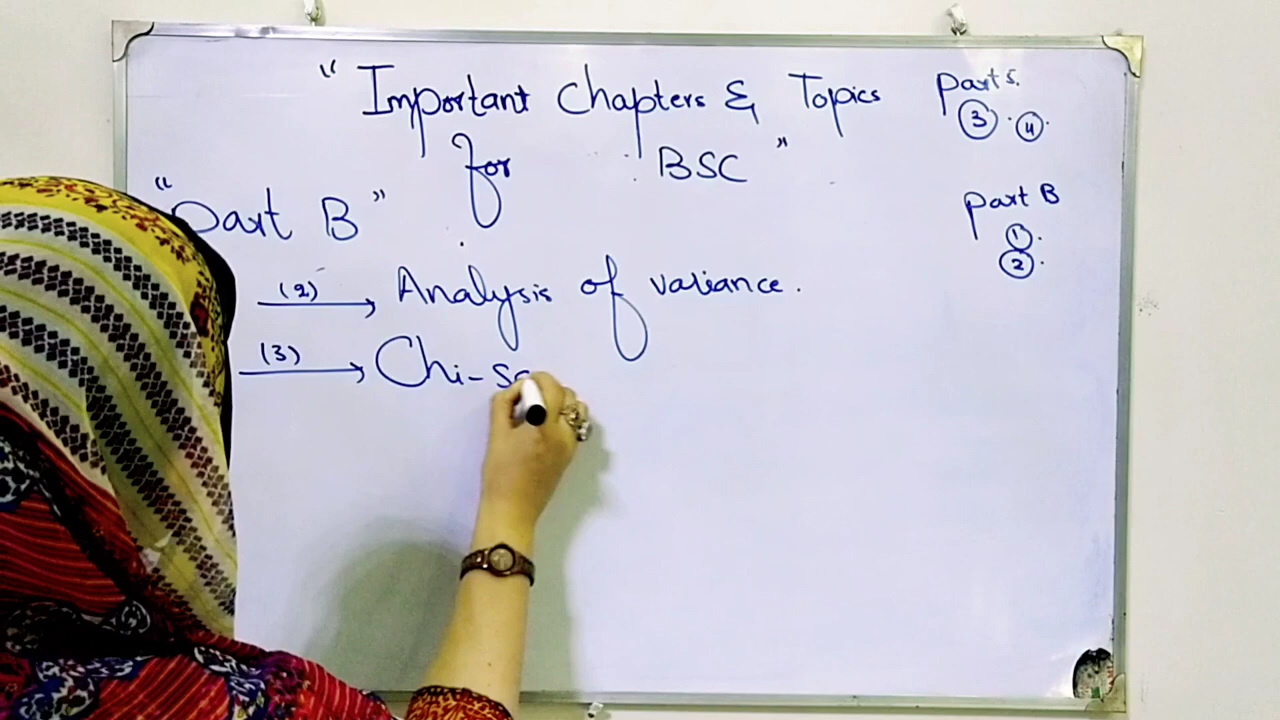 " Important Chapters & Topics
for BSC "
Parts.
3 . 4 .
"Part B"
Part B
1 .
2 .
(2) → Analysis of variance.
(3) → Chi-sq